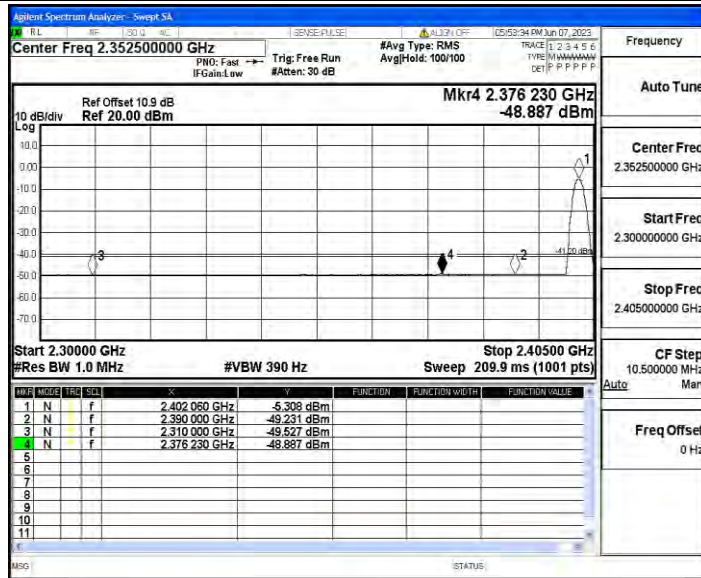 Agilent Spectrum Analyzer - Swept SA
RL RF 50 Ω AC SENSE:PULSE ALIGN OFF 05:53:34 PM Jun 07, 2023
Center Freq 2.352500000 GHz
PNO: Fast
IFGain:Low
Trig: Free Run
#Atten: 30 dB
#Avg Type: RMS
Avg|Hold: 100/100
TRACE 1 2 3 4 5 6
TYPE M
DET P P P P P P
Ref Offset 10.9 dB
Ref 20.00 dBm
10 dB/div
Log
Mkr4 2.376 230 GHz
-48.887 dBm
10.0
0.00
-10.0
-20.0
-30.0
-40.0
-50.0
-60.0
-70.0
1
3
4
2
-41.20 dBm
Start 2.30000 GHz
#Res BW 1.0 MHz
#VBW 390 Hz
Stop 2.40500 GHz
Sweep 209.9 ms (1001 pts)
MKR MODE TRC SCL X Y FUNCTION FUNCTION WIDTH FUNCTION VALUE
1 N f 2.402 060 GHz -5.308 dBm
2 N f 2.390 000 GHz -49.231 dBm
3 N f 2.310 000 GHz -49.527 dBm
4 N f 2.376 230 GHz -48.887 dBm
5
6
7
8
9
10
11
MSG STATUS
Frequency
Auto Tune
Center Freq
2.352500000 GHz
Start Freq
2.300000000 GHz
Stop Freq
2.405000000 GHz
CF Step
10.500000 MHz
Auto Man
Freq Offset
0 Hz